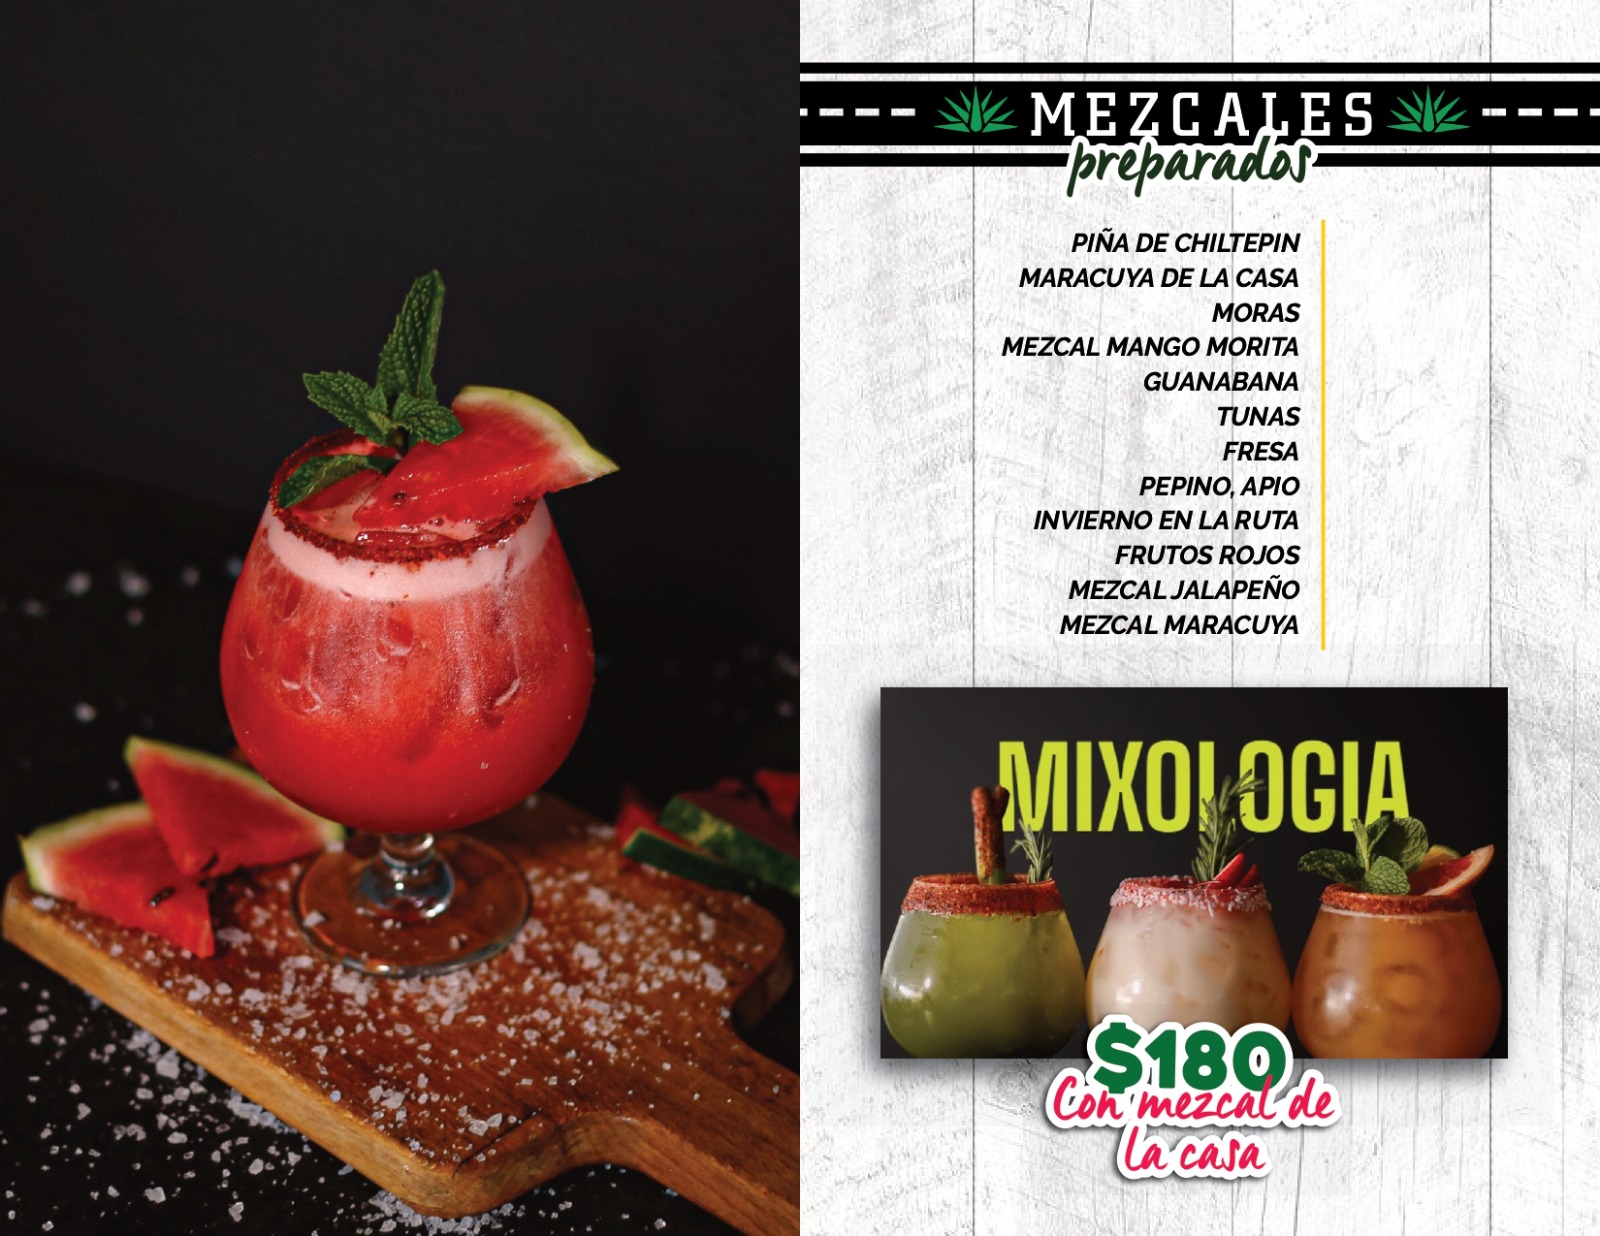 MEZCALES
preparados
PIÑA DE CHILTEPIN
MARACUYA DE LA CASA
MORAS
MEZCAL MANGO MORITA
GUANABANA
TUNAS
FRESA
PEPINO, APIO
INVIERNO EN LA RUTA
FRUTOS ROJOS
MEZCAL JALAPEÑO
MEZCAL MARACUYA
MIXOLOGIA
$180
Con mezcal de
la casa